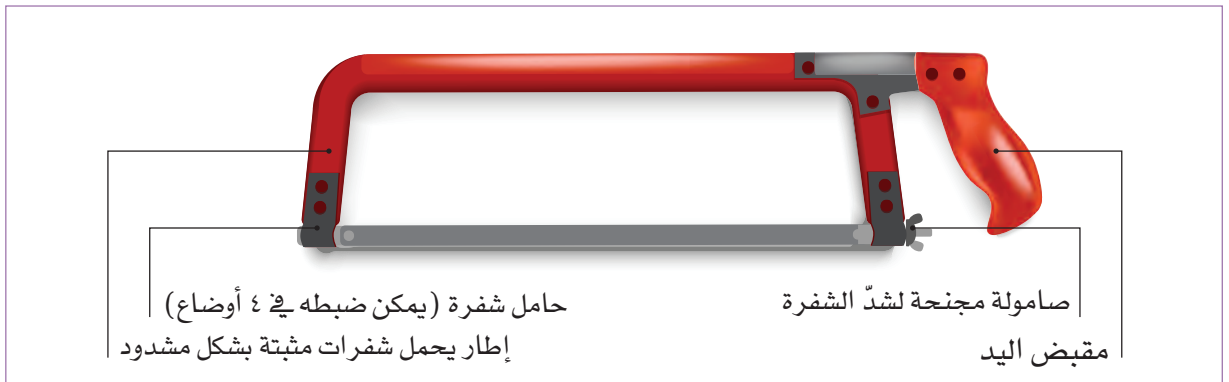 صامولة مجنحة لشدّ الشفرة
مقبض اليد
حامل شفرة (يمكن ضبطه في ٤ أوضاع)
إطار يحمل شفرات مثبتة بشكل مشدود